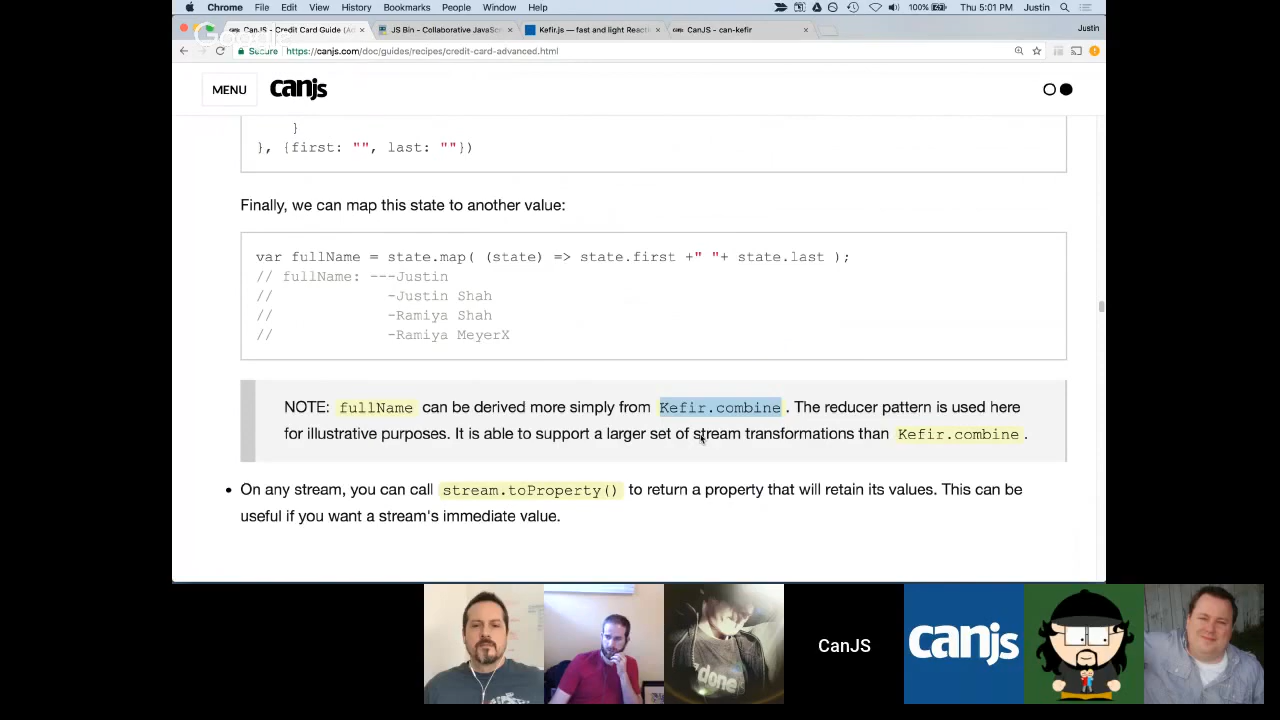 Chrome File Edit View History Bookmarks People Window Help 100% Thu 5:01 PM Justin
CanJS - Credit Card Guide (Ad JS Bin - Collaborative JavaScr Kefir.js — fast and light Reacti CanJS - can-kefir Justin
Secure https://canjs.com/doc/guides/recipes/credit-card-advanced.html
MENU canjs
}
}, {first: "", last: ""})
Finally, we can map this state to another value:
var fullName = state.map( (state) => state.first +" "+ state.last );
// fullName: ---Justin
// -Justin Shah
// -Ramiya Shah
// -Ramiya MeyerX
NOTE: fullName can be derived more simply from Kefir.combine . The reducer pattern is used here
for illustrative purposes. It is able to support a larger set of stream transformations than Kefir.combine .
• On any stream, you can call stream.toProperty() to return a property that will retain its values. This can be
useful if you want a stream's immediate value.
done
CanJS
canjs